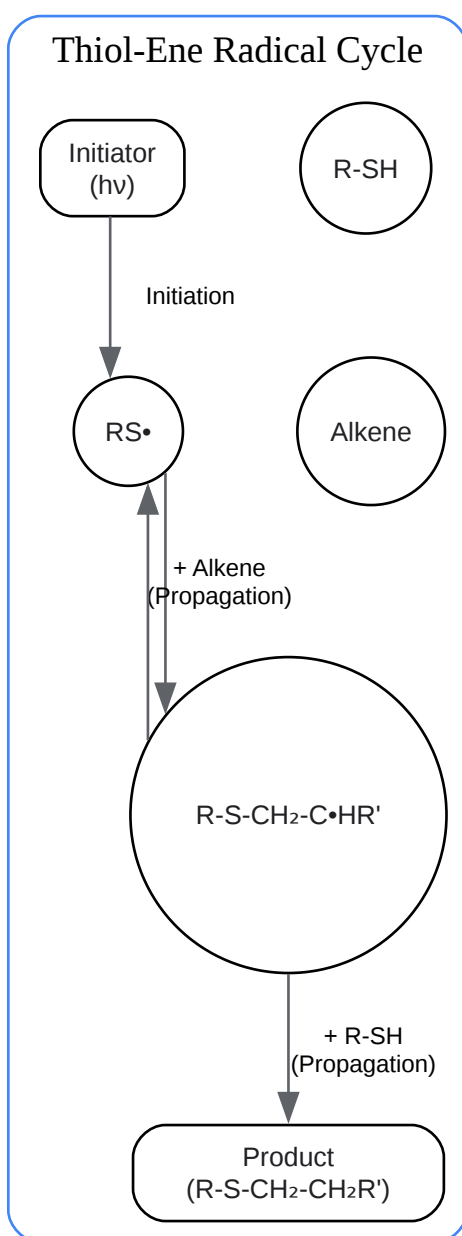 Thiol-Ene Radical Cycle
Initiator
(hν)
R-SH
Initiation
RS•
Alkene
+ Alkene
(Propagation)
R-S-CH₂-C•HR'
+ R-SH
(Propagation)
Product
(R-S-CH₂-CH₂R')